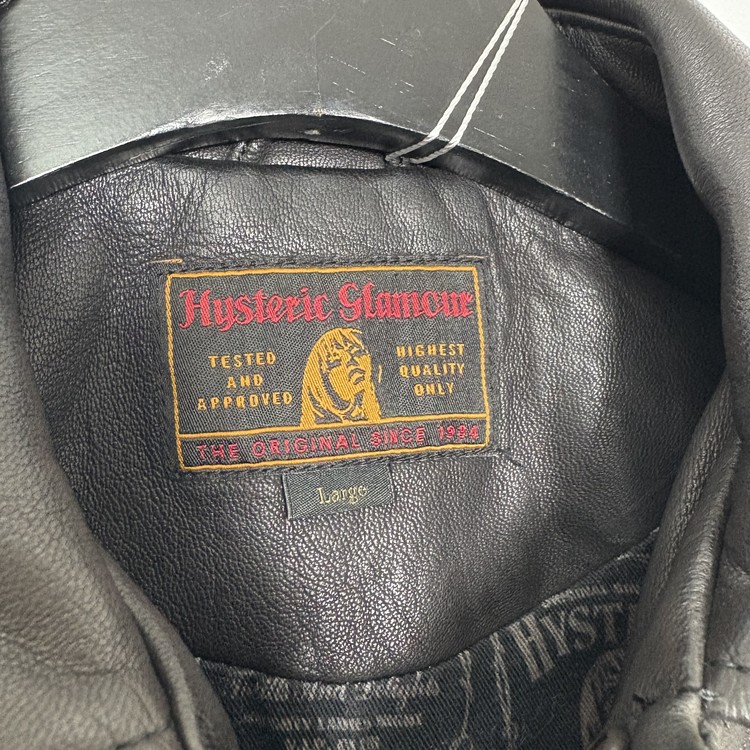 Hysteric Glamour
TESTED
AND
APPROVED
HIGHEST
QUALITY
ONLY
THE ORIGINAL SINCE 1984
Large
HYST